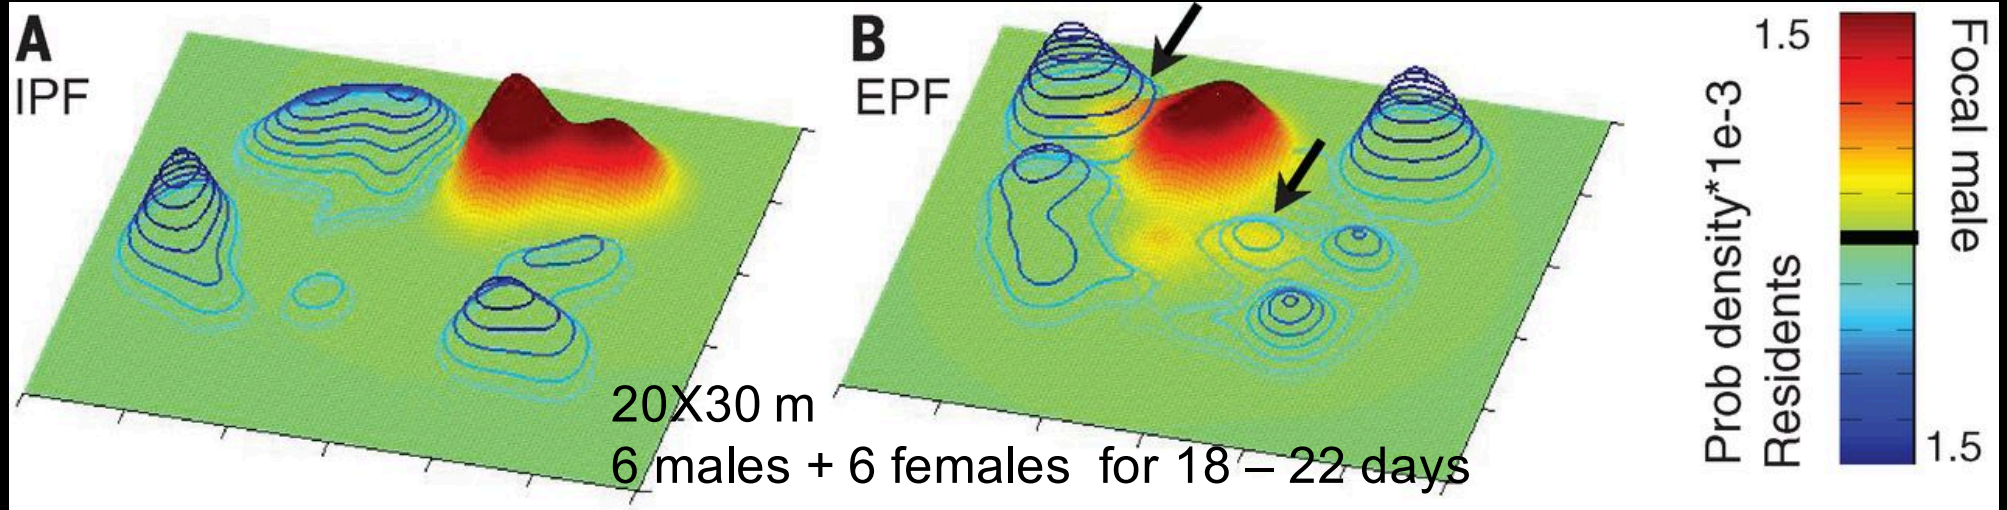 A
IPF
B
EPF
20X30 m
6 males + 6 females for 18 – 22 days
Prob density*1e-3
Residents
1.5
Focal male
1.5